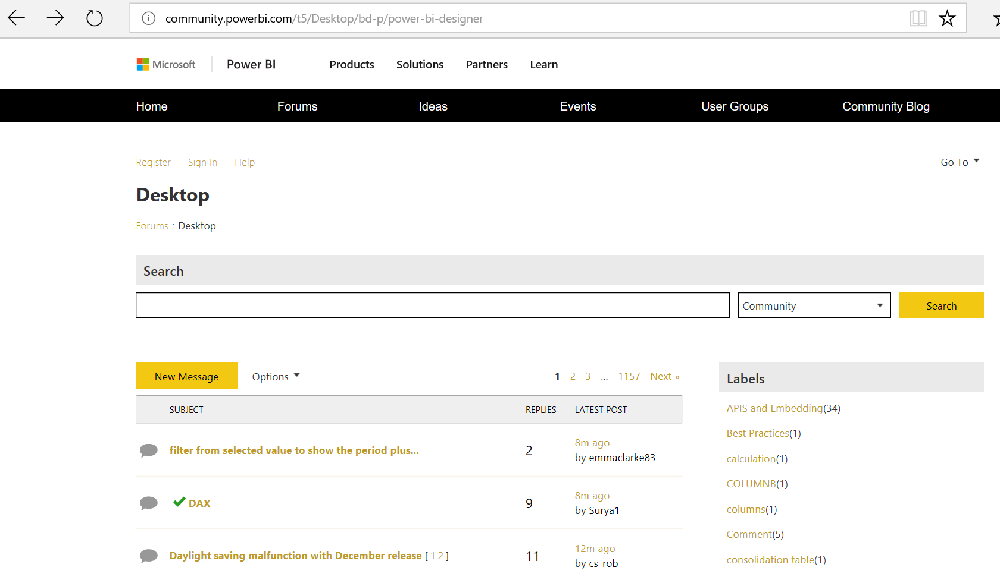 community.powerbi.com/t5/Desktop/bd-p/power-bi-designer
Microsoft Power BI Products Solutions Partners Learn
Home Forums Ideas Events User Groups Community Blog
Register · Sign In · Help Go To
Desktop
Forums : Desktop
Search
Community Search
New Message Options 1 2 3 ... 1157 Next »
SUBJECT REPLIES LATEST POST
filter from selected value to show the period plus... 2 8m ago
by emmaclarke83
DAX 9 8m ago
by Surya1
Daylight saving malfunction with December release [ 1 2 ] 11 12m ago
by cs_rob
Labels
APIS and Embedding(34)
Best Practices(1)
calculation(1)
COLUMNB(1)
columns(1)
Comment(5)
consolidation table(1)